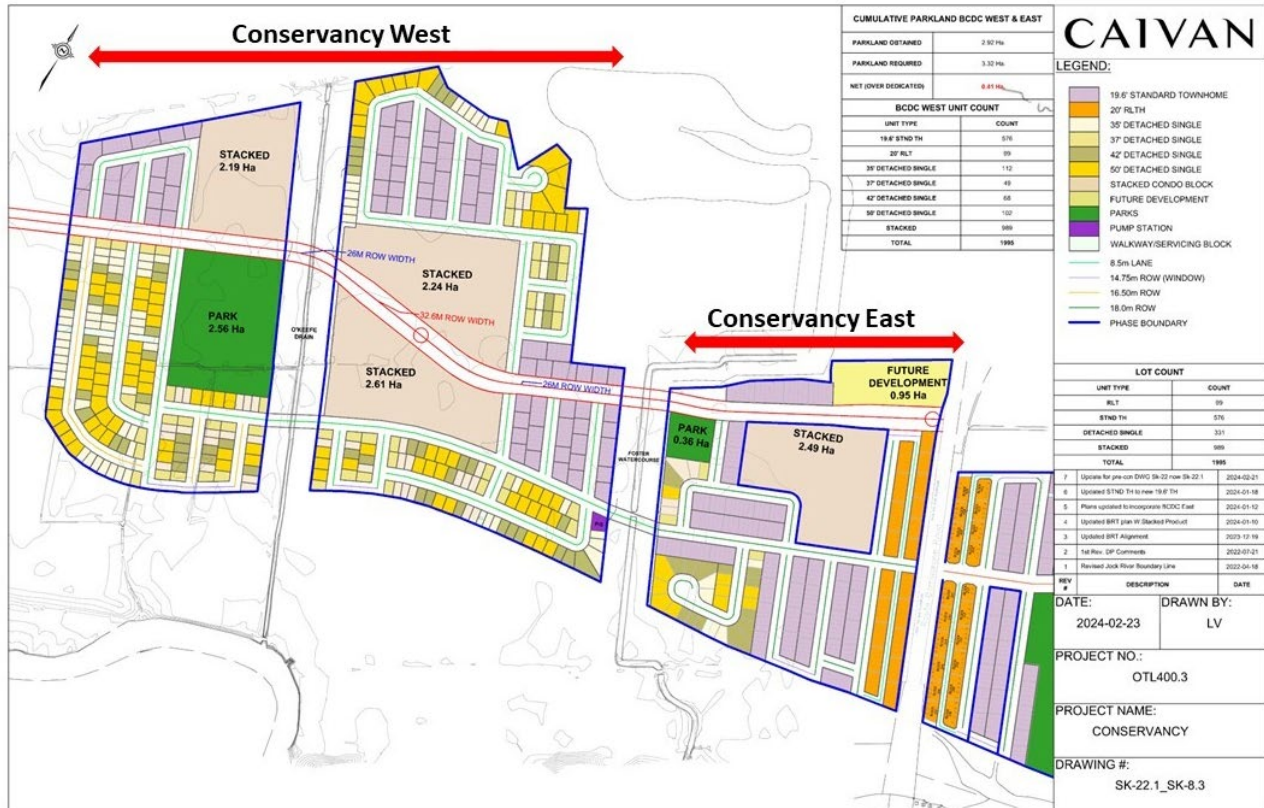 Conservancy West
STACKED
2.19 Ha
26M ROW WIDTH
STACKED
2.24 Ha
32.6M ROW WIDTH
PARK
2.56 Ha
O'KEEFE
DRAIN
STACKED
2.61 Ha
26M ROW WIDTH
Conservancy East
FUTURE
DEVELOPMENT
0.95 Ha
PARK
0.36 Ha
STACKED
2.49 Ha
FOSTER
WATERCOURSE
CUMULATIVE PARKLAND BCDC WEST & EAST
PARKLAND OBTAINED 2.92 Ha.
PARKLAND REQUIRED 3.32 Ha.
NET (OVER DEDICATED) 0.41 Ha.
BCDC WEST UNIT COUNT
UNIT TYPE COUNT
19.6' STND TH 576
20' RLT 89
35' DETACHED SINGLE 112
37' DETACHED SINGLE 49
42' DETACHED SINGLE 68
50' DETACHED SINGLE 102
STACKED 989
TOTAL 1985
CAIVAN
LEGEND:
19.6' STANDARD TOWNHOME
20' RLTH
35' DETACHED SINGLE
37' DETACHED SINGLE
42' DETACHED SINGLE
50' DETACHED SINGLE
STACKED CONDO BLOCK
FUTURE DEVELOPMENT
PARKS
PUMP STATION
WALKWAY/SERVICING BLOCK
8.5m LANE
14.75m ROW (WINDOW)
16.50m ROW
18.0m ROW
PHASE BOUNDARY
LOT COUNT
UNIT TYPE COUNT
RLT 89
STND TH 576
DETACHED SINGLE 331
STACKED 989
TOTAL 1985
7 Update for pre-con DWG Sk-22 now Sk-22.1 2024-02-21
6 Updated STND TH to new 19.6' TH 2024-01-18
5 Plans updated to incorporate BCDC East 2024-01-12
4 Updated BRT plan W.Stacked Product 2024-01-10
3 Updated BRT Alignment 2023-12-19
2 1st Rev. DP Comments 2022-07-21
1 Revised Jock River Boundary Line 2022-04-18
REV # DESCRIPTION DATE
DATE:
2024-02-23
DRAWN BY:
LV
PROJECT NO.:
OTL400.3
PROJECT NAME:
CONSERVANCY
DRAWING #:
SK-22.1_SK-8.3